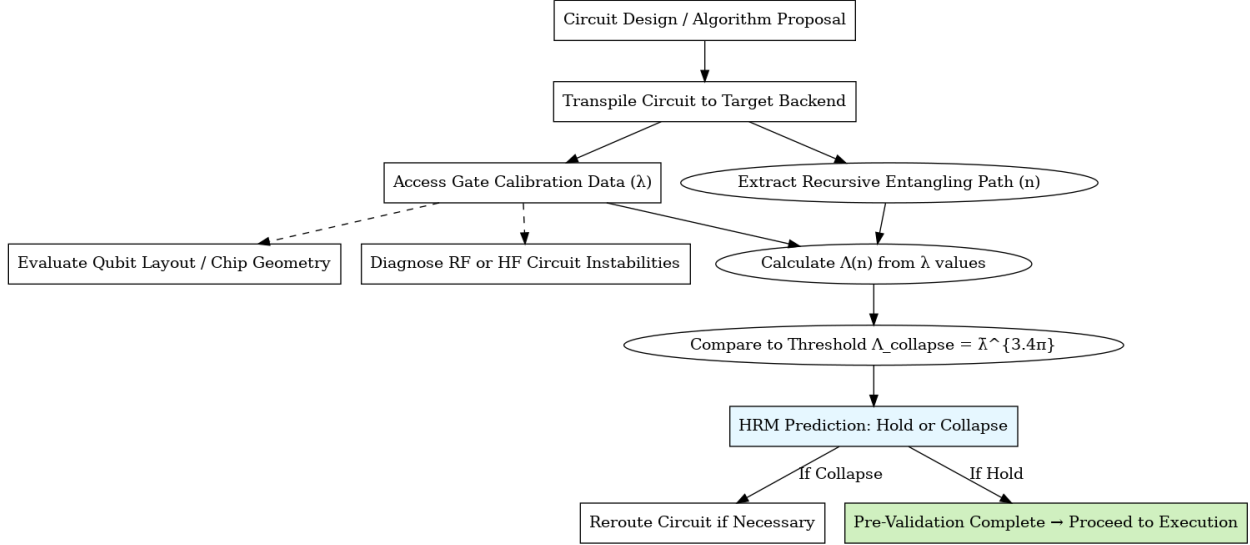 Circuit Design / Algorithm Proposal
Transpile Circuit to Target Backend
Access Gate Calibration Data (λ)
Extract Recursive Entangling Path (n)
Evaluate Qubit Layout / Chip Geometry
Diagnose RF or HF Circuit Instabilities
Calculate Λ(n) from λ values
Compare to Threshold Λ_collapse = λ̄^{3.4π}
HRM Prediction: Hold or Collapse
If Collapse
If Hold
Reroute Circuit if Necessary
Pre-Validation Complete → Proceed to Execution